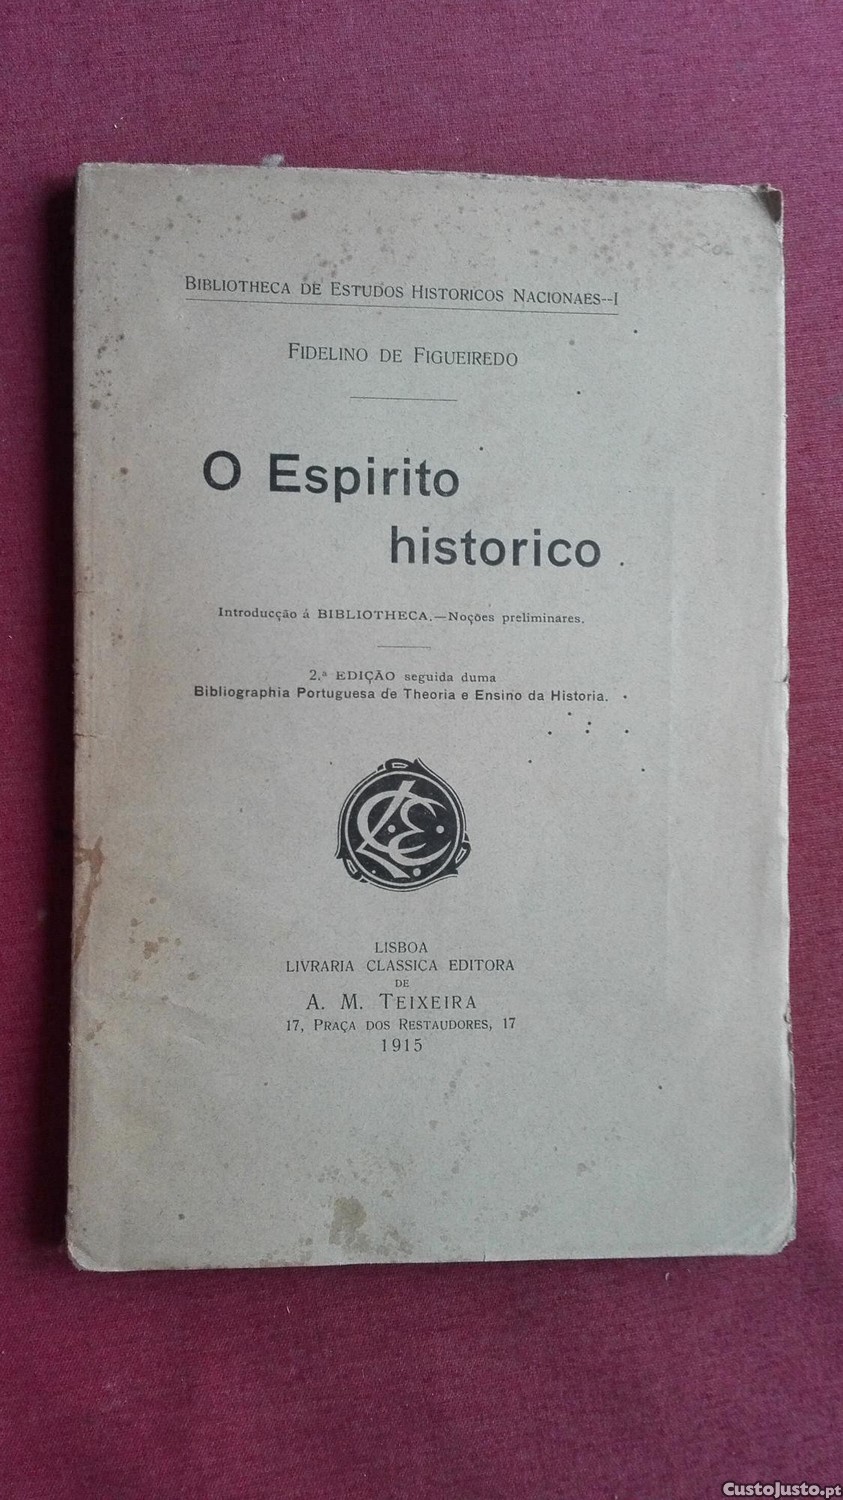 BIBLIOTHECA DE ESTUDOS HISTORICOS NACIONAES--I
FIDELINO DE FIGUEIREDO
O Espirito
historico
Introducção á BIBLIOTHECA.—Noções preliminares.
2.ª EDIÇÃO seguida duma
Bibliographia Portuguesa de Theoria e Ensino da Historia.
LISBOA
LIVRARIA CLASSICA EDITORA
DE
A. M. TEIXEIRA
17, PRAÇA DOS RESTAUDORES, 17
1915
CustoJusto.pt